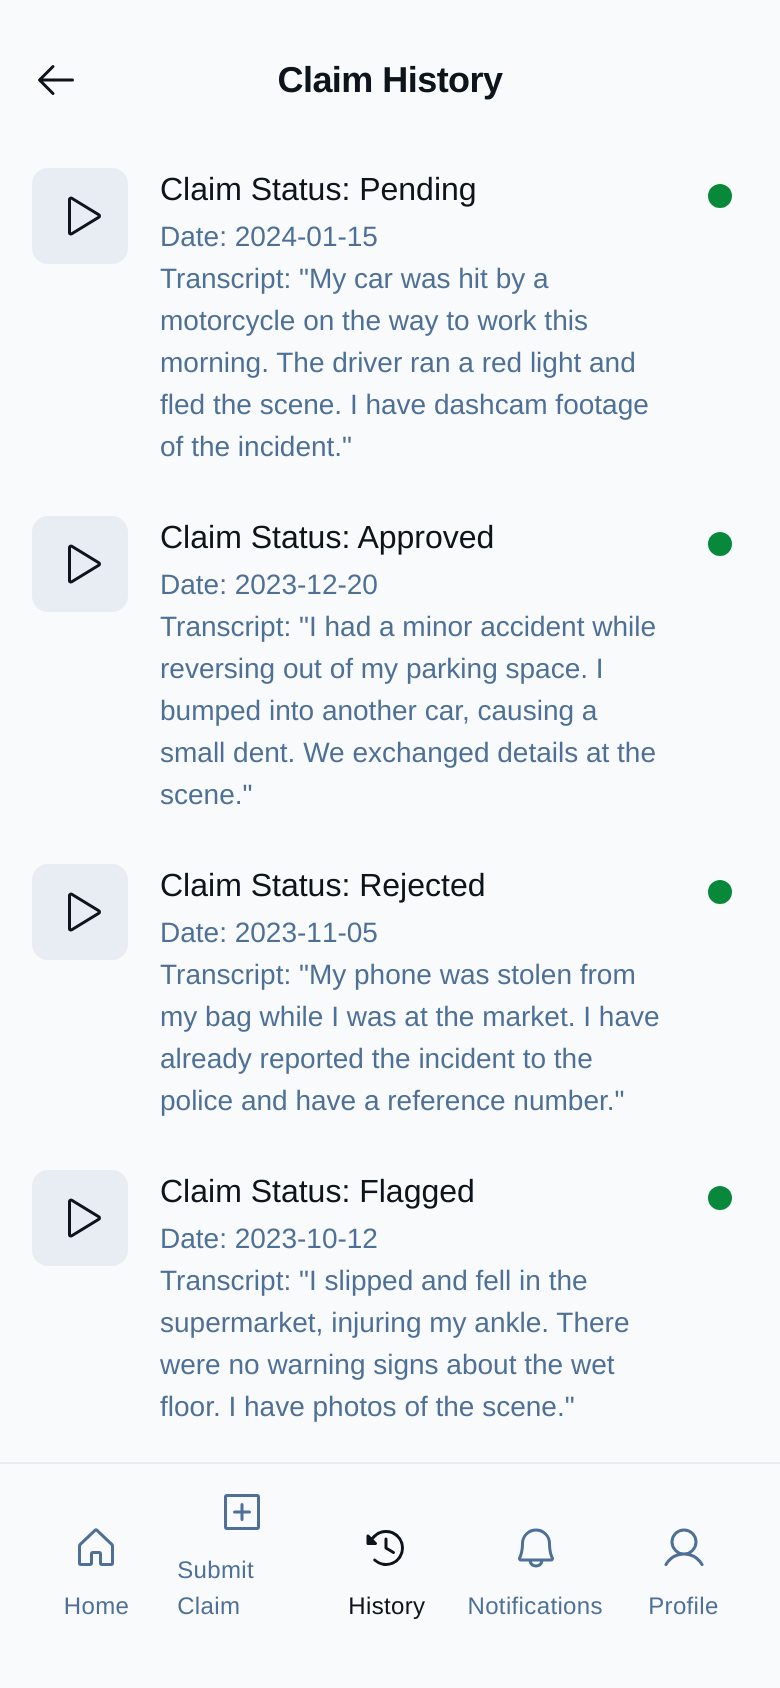 Claim History
Claim Status: Pending
Date: 2024-01-15
Transcript: "My car was hit by a
motorcycle on the way to work this
morning. The driver ran a red light and
fled the scene. I have dashcam footage
of the incident."
Claim Status: Approved
Date: 2023-12-20
Transcript: "I had a minor accident while
reversing out of my parking space. I
bumped into another car, causing a
small dent. We exchanged details at the
scene."
Claim Status: Rejected
Date: 2023-11-05
Transcript: "My phone was stolen from
my bag while I was at the market. I have
already reported the incident to the
police and have a reference number."
Claim Status: Flagged
Date: 2023-10-12
Transcript: "I slipped and fell in the
supermarket, injuring my ankle. There
were no warning signs about the wet
floor. I have photos of the scene."
Home
Submit
Claim
History
Notifications
Profile